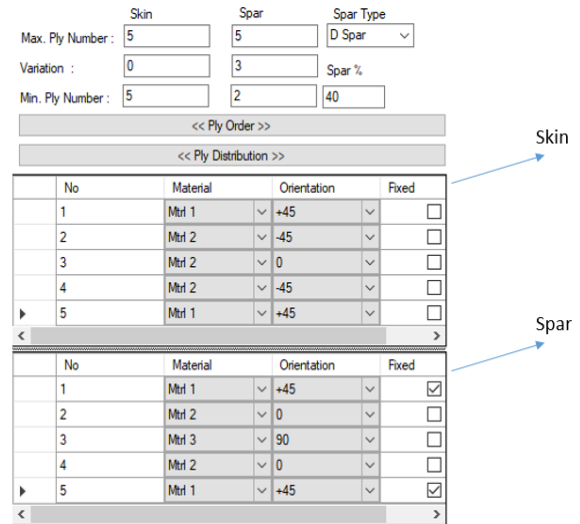 Skin Spar Spar Type
Max. Ply Number : 5 5 D Spar
Variation : 0 3 Spar %
Min. Ply Number : 5 2 40
<< Ply Order >>
<< Ply Distribution >>
Skin
No Material Orientation Fixed
1 Mtrl 1 +45
2 Mtrl 2 -45
3 Mtrl 2 0
4 Mtrl 2 -45
5 Mtrl 1 +45
Spar
No Material Orientation Fixed
1 Mtrl 1 +45
2 Mtrl 2 0
3 Mtrl 3 90
4 Mtrl 2 0
5 Mtrl 1 +45